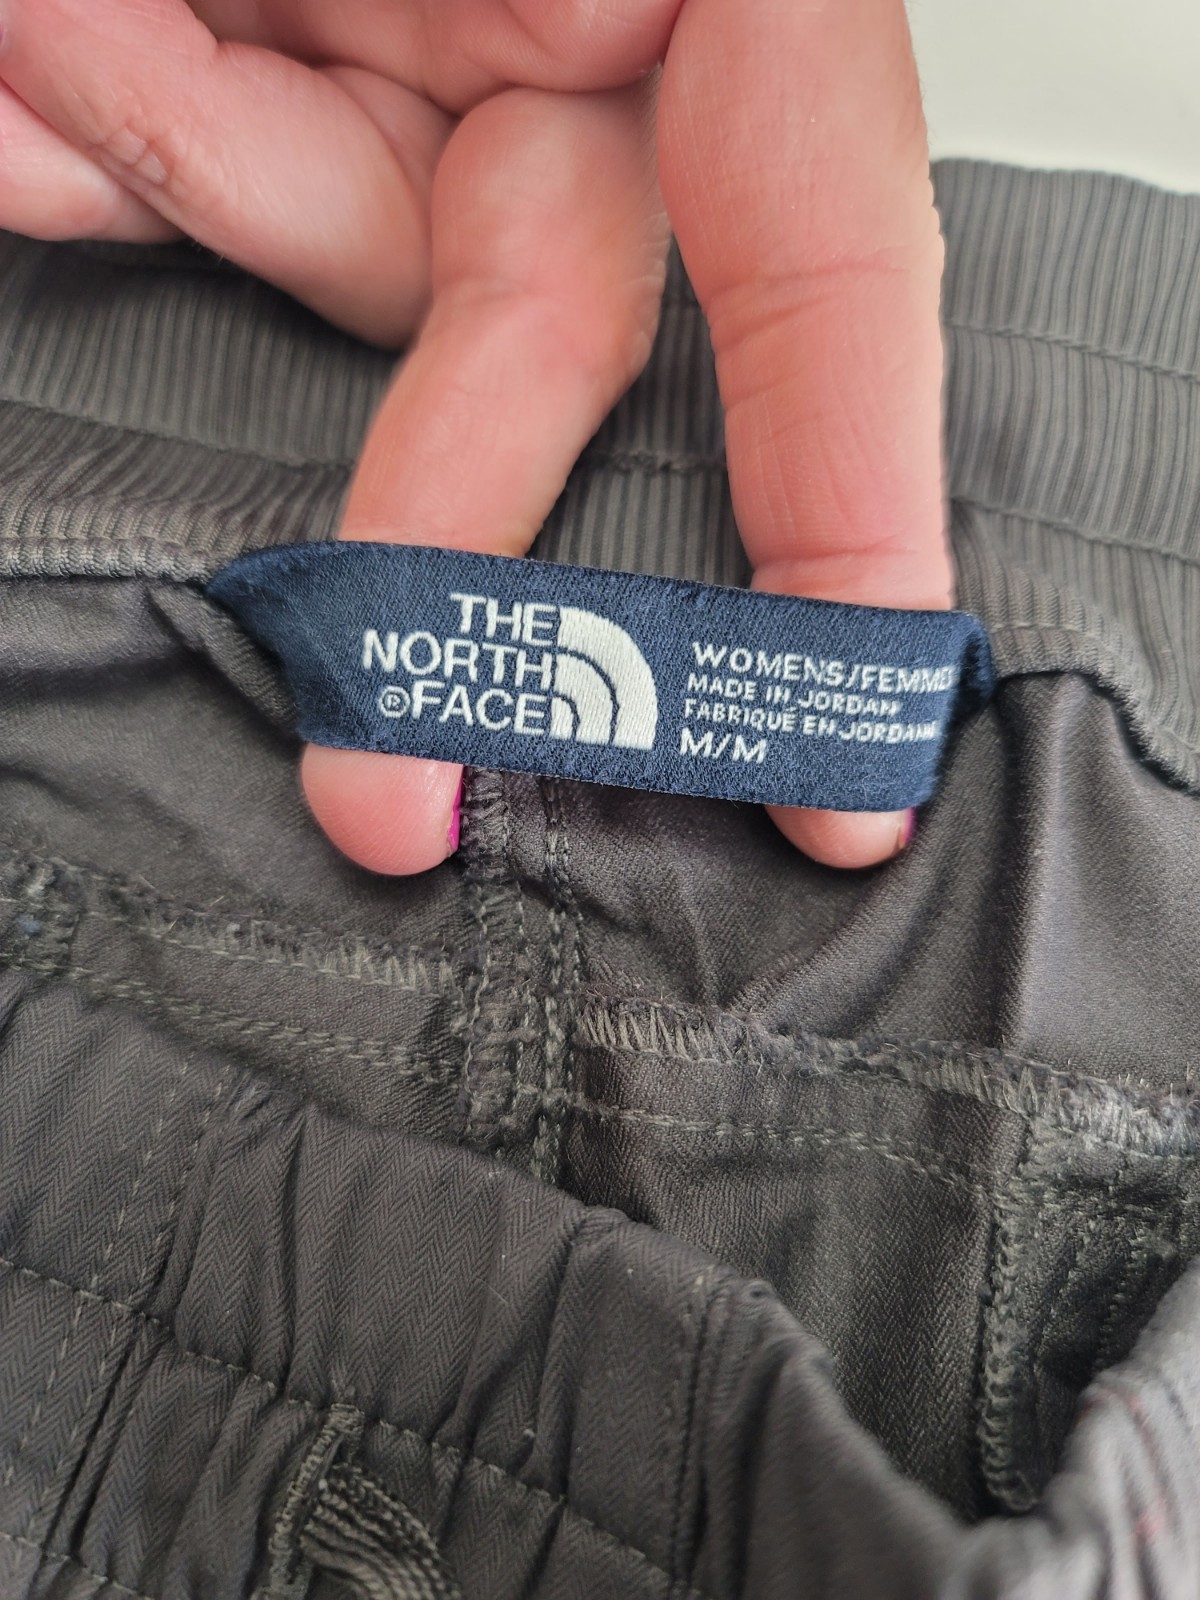 THE
NORTH
®FACE
WOMENS/FEMMES
MADE IN JORDAN
FABRIQUÉ EN JORDANIE
M/M